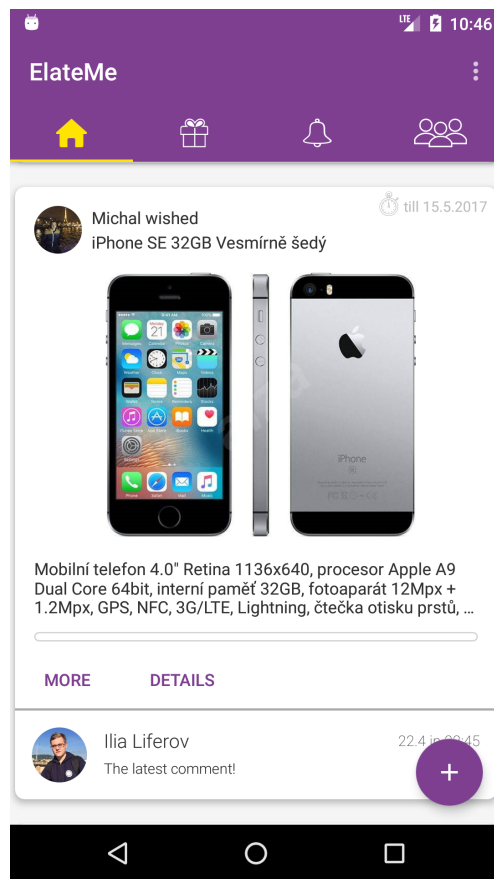 LTE
10:46
ElateMe
till 15.5.2017
Michal wished
iPhone SE 32GB Vesmírně šedý
iPhone
Mobilní telefon 4.0" Retina 1136x640, procesor Apple A9
Dual Core 64bit, interní paměť 32GB, fotoaparát 12Mpx +
1.2Mpx, GPS, NFC, 3G/LTE, Lightning, čtečka otisku prstů, ...
MORE
DETAILS
Ilia Liferov
22.4
The latest comment!
+